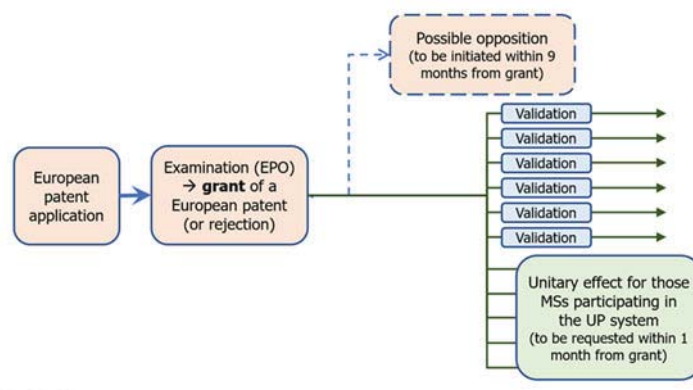 European
patent
application
Examination (EPO)
→ grant of a
European patent
(or rejection)
Possible opposition
(to be initiated within 9
months from grant)
Validation
Validation
Validation
Validation
Validation
Validation
Unitary effect for those
MSs participating in
the UP system
(to be requested within 1
month from grant)